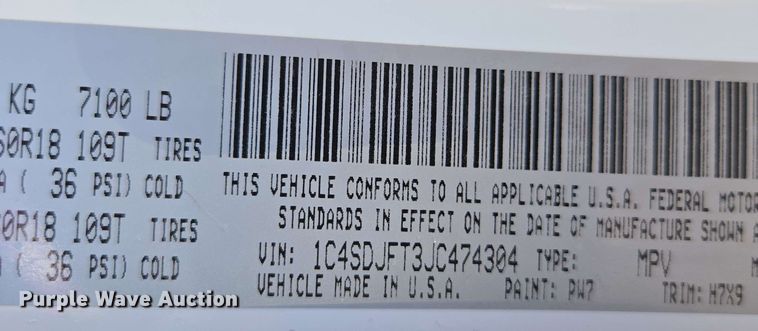 KG 7100 LB
60R18 109T TIRES
( 36 PSI) COLD
0R18 109T TIRES
( 36 PSI) COLD
THIS VEHICLE CONFORMS TO ALL APPLICABLE U.S.A. FEDERAL MOTOR
STANDARDS IN EFFECT ON THE DATE OF MANUFACTURE SHOWN
VIN: 1C4SDJFT3JC474304 TYPE: MPV
VEHICLE MADE IN U.S.A. PAINT: PW7 TRIM: H7X9
Purple Wave Auction